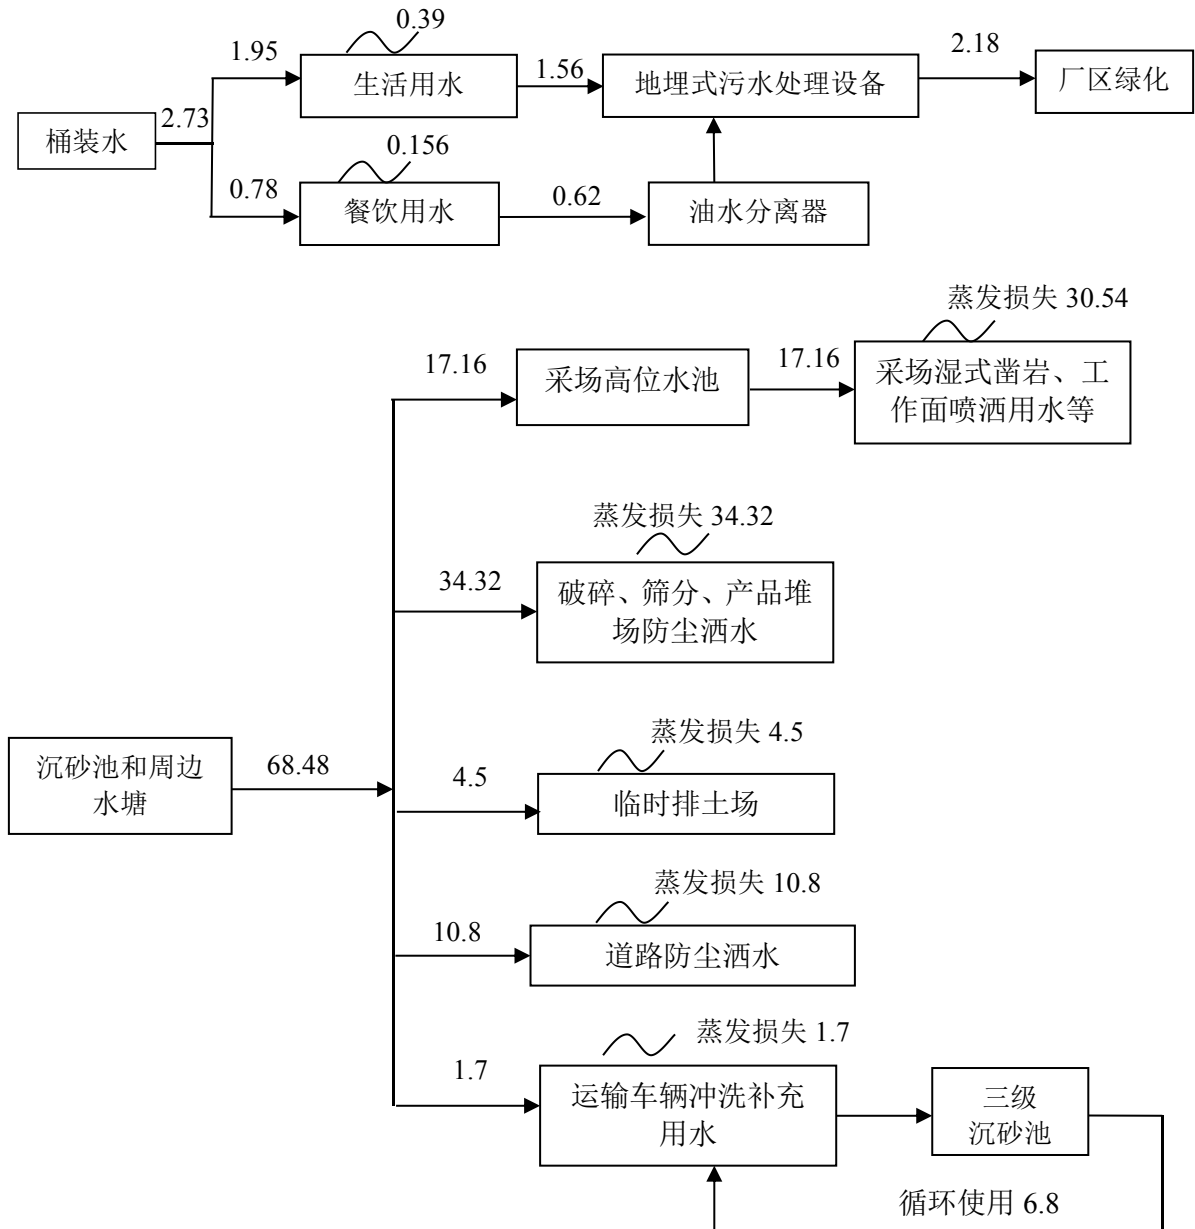 0.39
1.95
生活用水
1.56
地埋式污水处理设备
2.18
厂区绿化
桶装水
2.73
0.156
0.78
餐饮用水
0.62
油水分离器
蒸发损失 30.54
17.16
采场高位水池
17.16
采场湿式凿岩、工
作面喷洒用水等
蒸发损失 34.32
34.32
破碎、筛分、产品堆
场防尘洒水
蒸发损失 4.5
沉砂池和周边
水塘
68.48
4.5
临时排土场
蒸发损失 10.8
10.8
道路防尘洒水
蒸发损失 1.7
1.7
运输车辆冲洗补充
用水
三级
沉砂池
循环使用 6.8